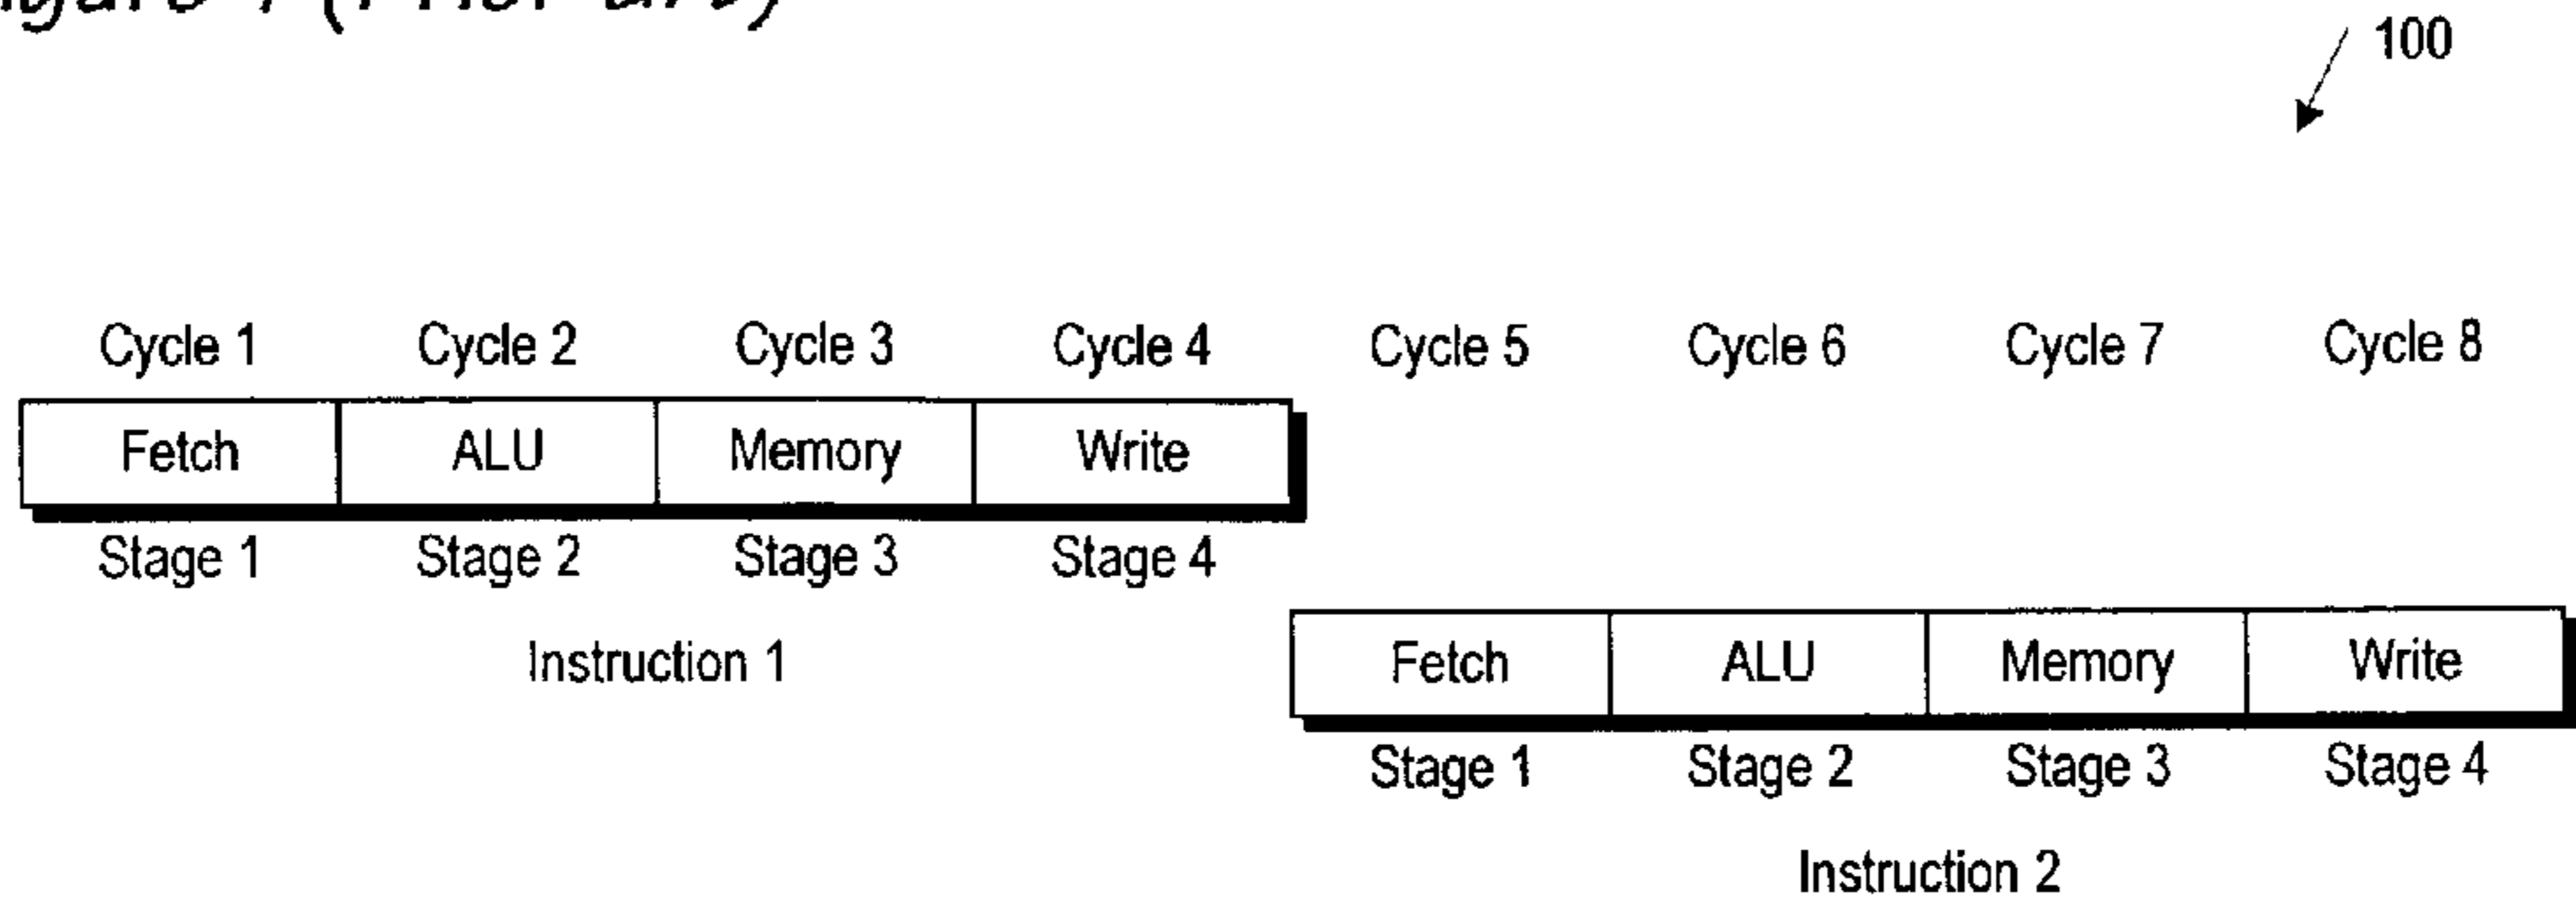 (Prior art)
100
Cycle 1 Cycle 2 Cycle 3 Cycle 4 Cycle 5 Cycle 6 Cycle 7 Cycle 8
Fetch ALU Memory Write
Stage 1 Stage 2 Stage 3 Stage 4
Instruction 1
Fetch ALU Memory Write
Stage 1 Stage 2 Stage 3 Stage 4
Instruction 2